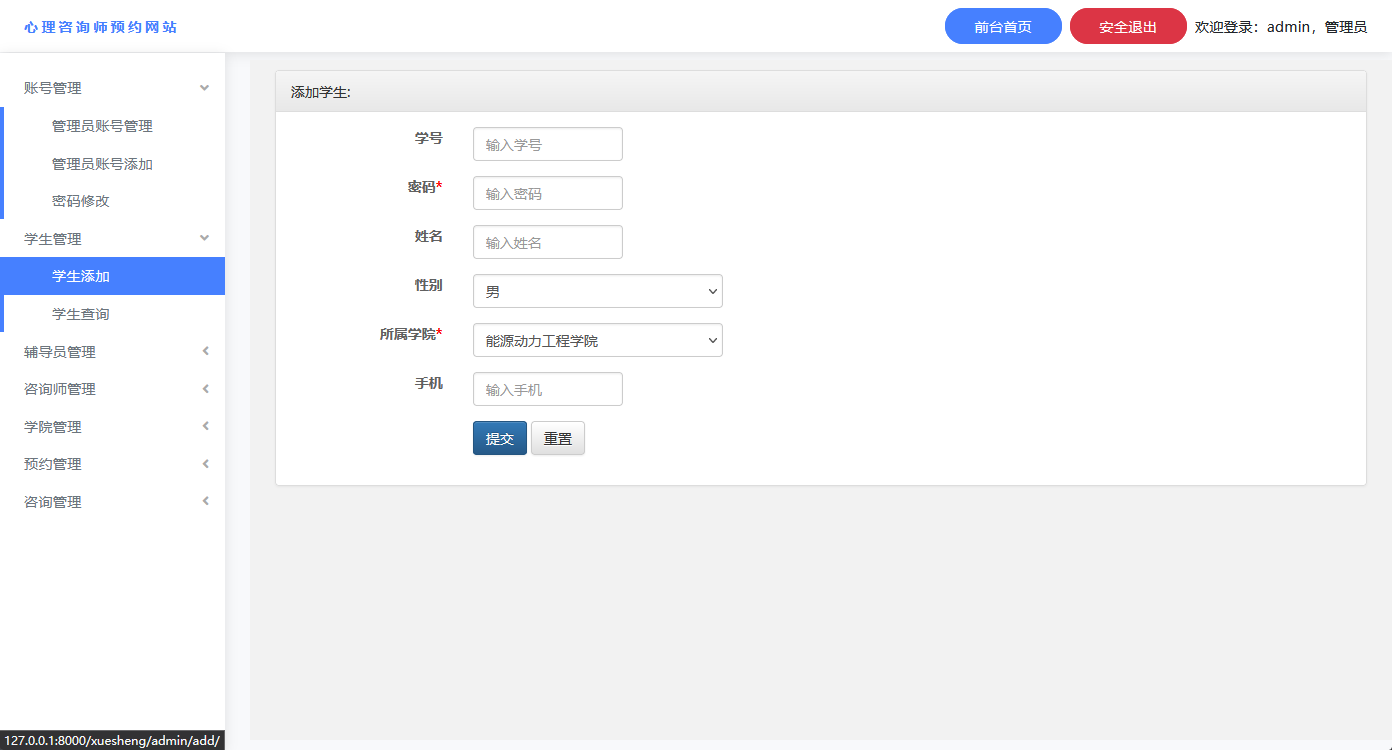 心理咨询师预约网站
前台首页 安全退出 欢迎登录：admin，管理员
账号管理
管理员账号管理
管理员账号添加
密码修改
学生管理
学生添加
学生查询
辅导员管理
咨询师管理
学院管理
预约管理
咨询管理
添加学生:
学号 输入学号
密码* 输入密码
姓名 输入姓名
性别 男
所属学院* 能源动力工程学院
手机 输入手机
提交 重置
127.0.0.1:8000/xuesheng/admin/add/